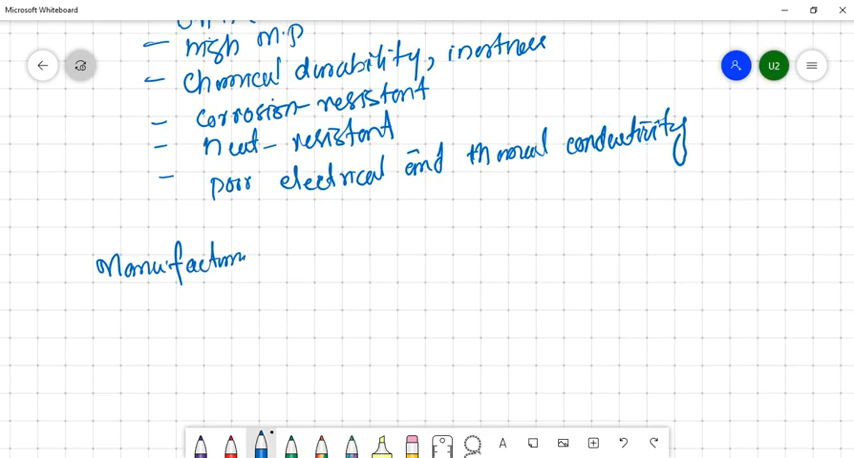 Microsoft Whiteboard
- high M.P
- chemical durability, inertness
- corrosion-resistant
- heat-resistant
- poor electrical and thermal conductivity
U2
Manufactur
A